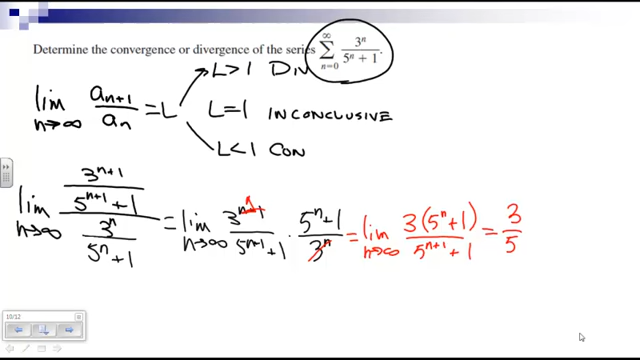 Determine the convergence or divergence of the series ∑_{n=0}^{∞} 3^n / (5^n + 1).
L > 1 DIV
lim_{n→∞} a_{n+1} / a_n = L
L = 1 INCONCLUSIVE
L < 1 CON
lim_{n→∞} (3^{n+1} / (5^{n+1} + 1)) / (3^n / (5^n + 1)) = lim_{n→∞} 3^{n+1} / (5^{n+1} + 1) · (5^n + 1) / 3^n = lim_{n→∞} 3(5^n + 1) / (5^{n+1} + 1) = 3/5
10/12